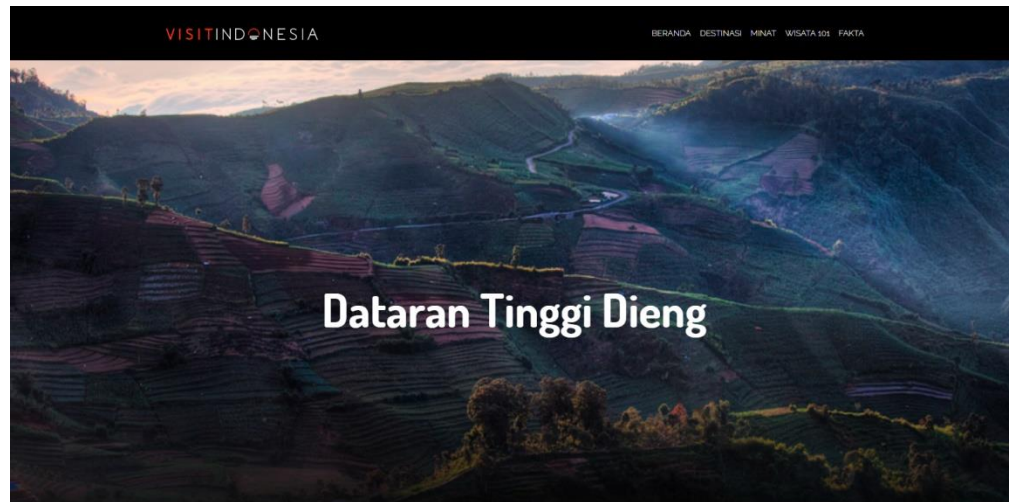 VISITINDONESIA
BERANDA DESTINASI MINAT WISATA 101 FAKTA
Dataran Tinggi Dieng